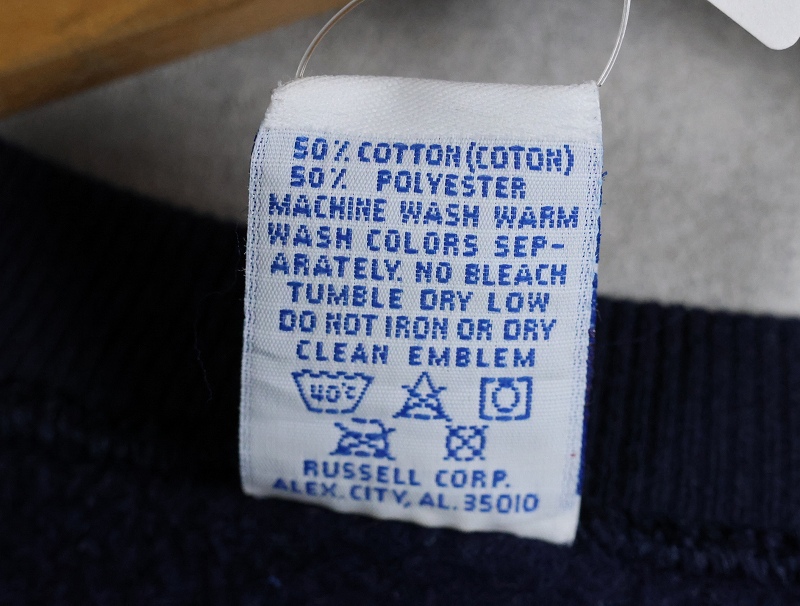 50% COTTON (COTON)
50% POLYESTER
MACHINE WASH WARM
WASH COLORS SEP-
ARATELY. NO BLEACH
TUMBLE DRY LOW
DO NOT IRON OR DRY
CLEAN EMBLEM
40°C
RUSSELL CORP.
ALEX. CITY, AL. 35010